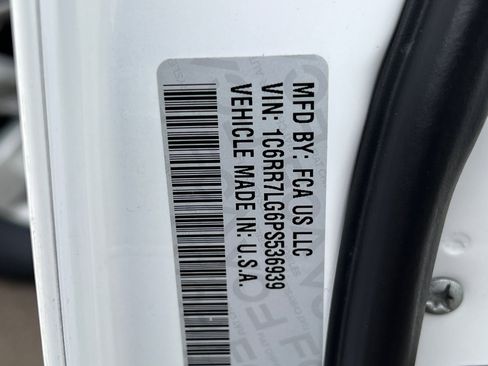 MFD BY: FCA US LLC
VIN: 1C6RR7LG6PS536939
VEHICLE MADE IN: U.S.A.